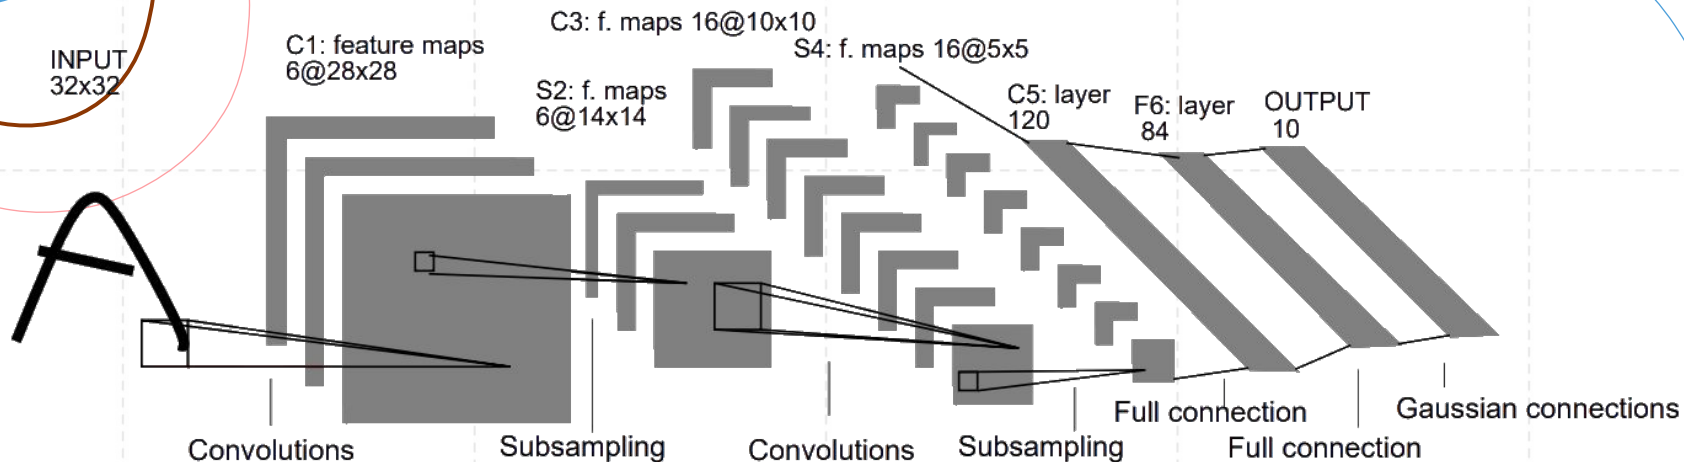 INPUT
32x32
C1: feature maps
6@28x28
C3: f. maps 16@10x10
S2: f. maps
6@14x14
S4: f. maps 16@5x5
C5: layer
120
F6: layer
84
OUTPUT
10
A
Convolutions
Subsampling
Convolutions
Subsampling
Full connection
Full connection
Gaussian connections